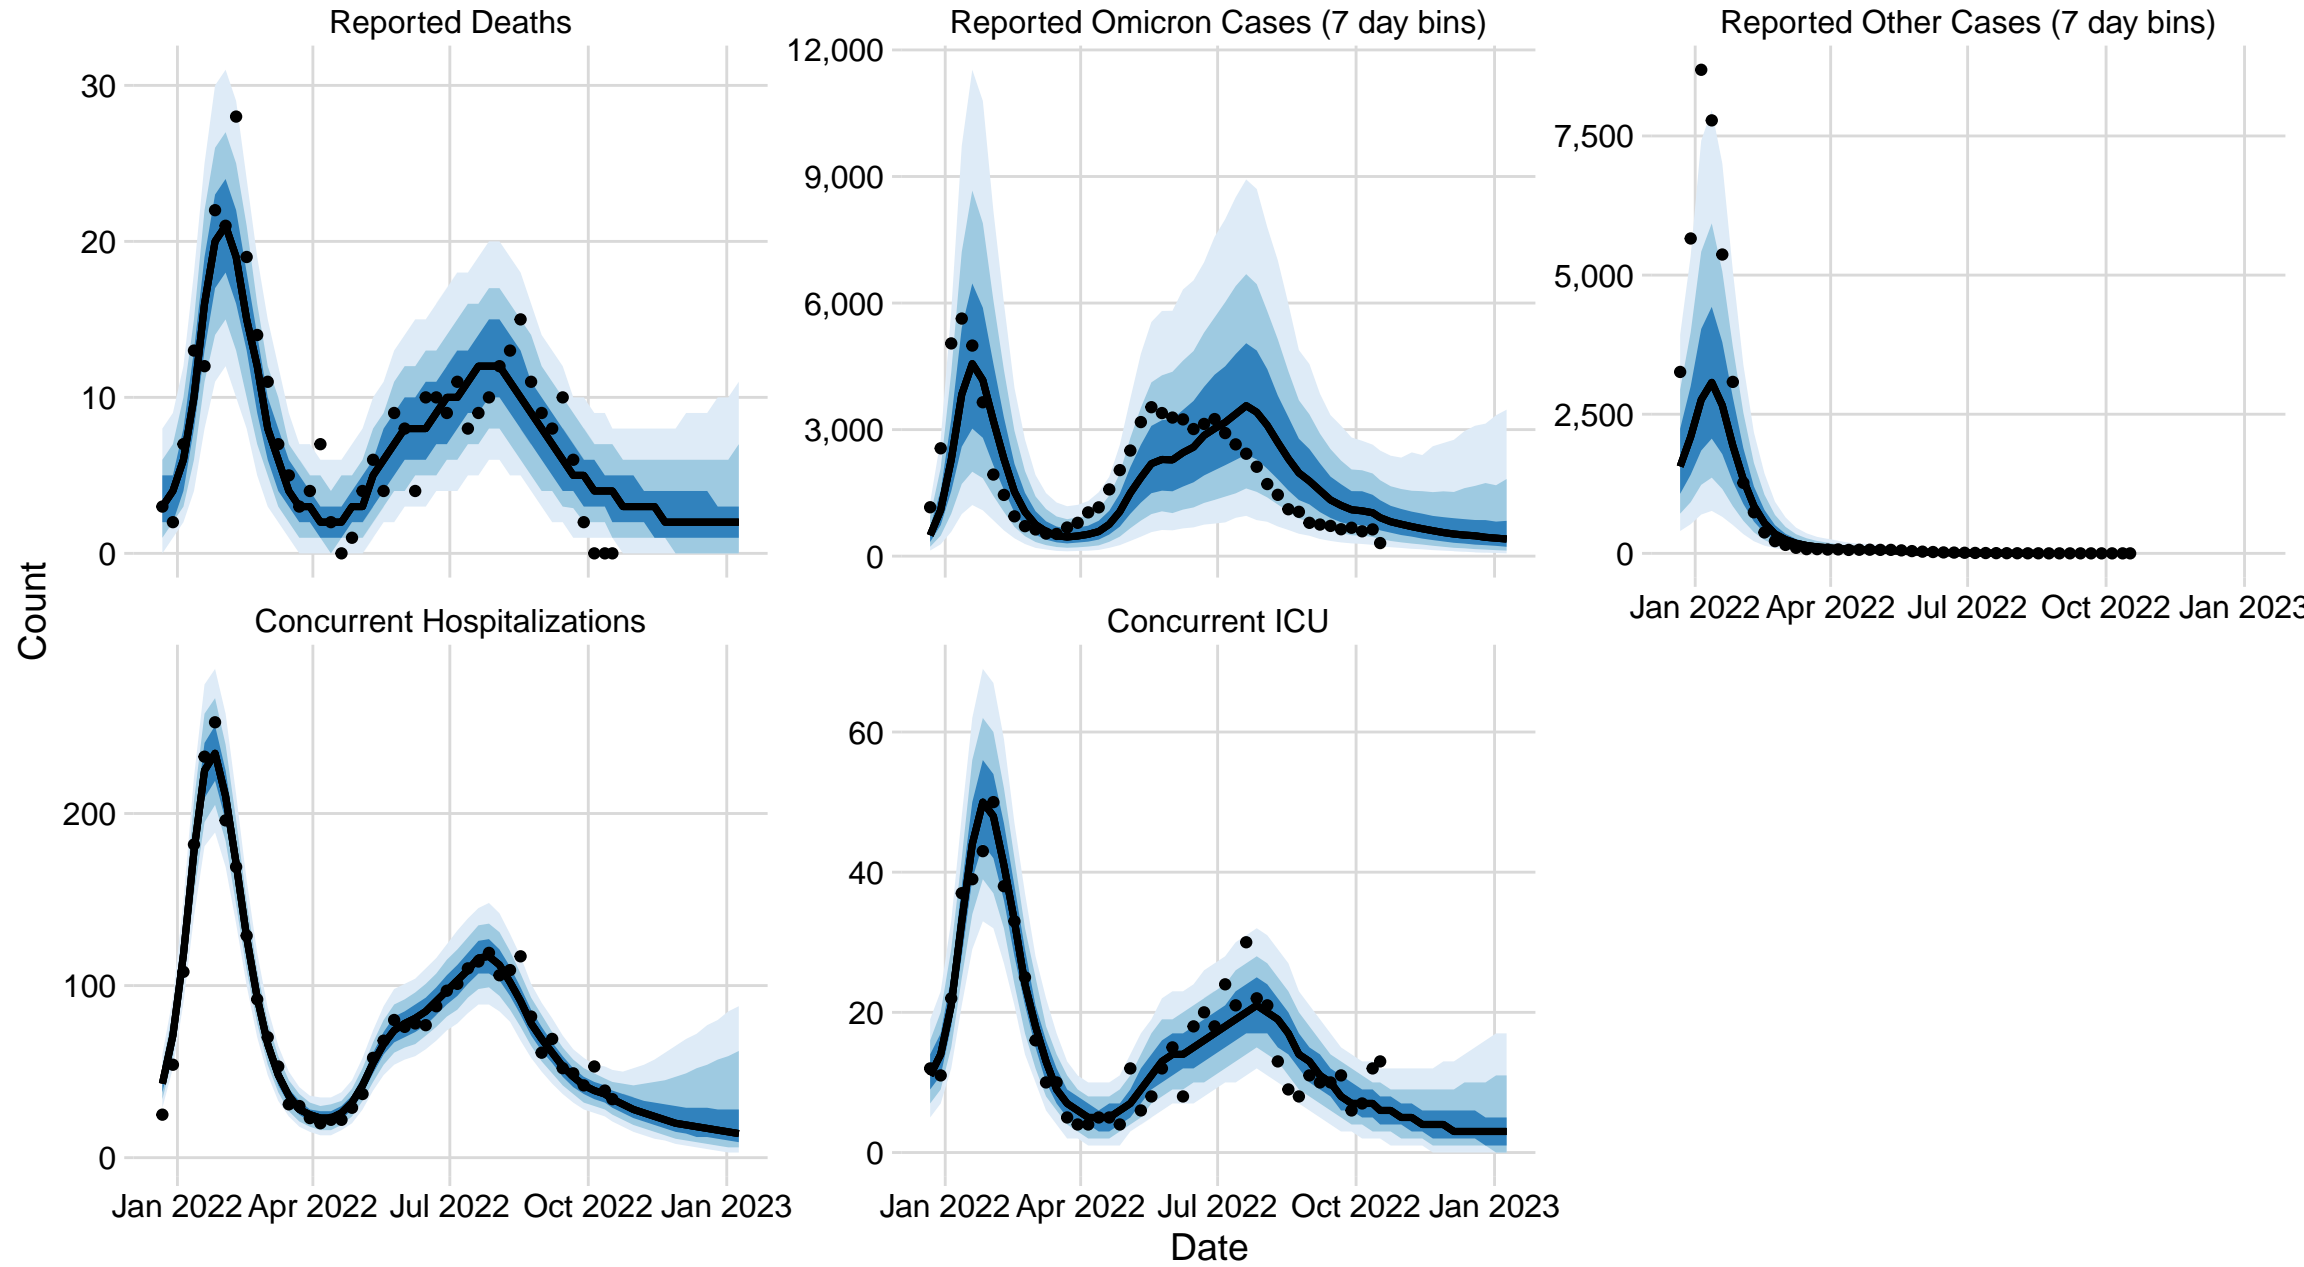 Reported Deaths
Reported Omicron Cases (7 day bins)
Reported Other Cases (7 day bins)
30
20
10
0
12,000
9,000
6,000
3,000
0
7,500
5,000
2,500
0
Jan 2022 Apr 2022 Jul 2022 Oct 2022 Jan 2023
Count
Concurrent Hospitalizations
Concurrent ICU
200
100
0
60
40
20
0
Jan 2022 Apr 2022 Jul 2022 Oct 2022 Jan 2023
Jan 2022 Apr 2022 Jul 2022 Oct 2022 Jan 2023
Date